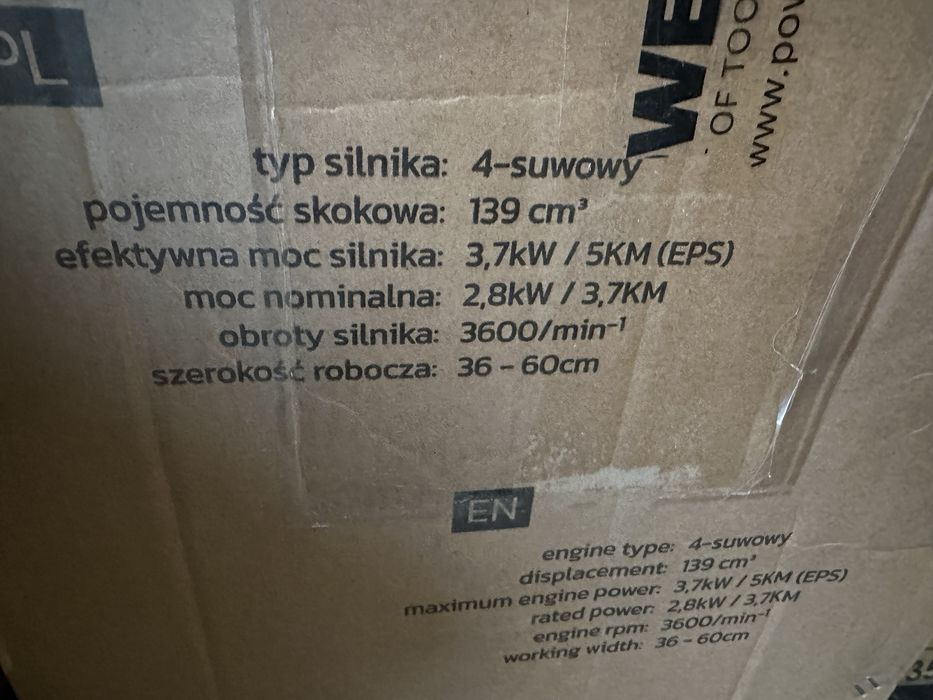 PL
WE
OF TOO
www.pow
typ silnika: 4-suwowy
pojemność skokowa: 139 cm³
efektywna moc silnika: 3,7kW / 5KM (EPS)
moc nominalna: 2,8kW / 3,7KM
obroty silnika: 3600/min⁻¹
szerokość robocza: 36 – 60cm
EN
engine type: 4-suwowy
displacement: 139 cm³
maximum engine power: 3,7kW / 5KM (EPS)
rated power: 2,8kW / 3,7KM
engine rpm: 3600/min⁻¹
working width: 36 – 60cm